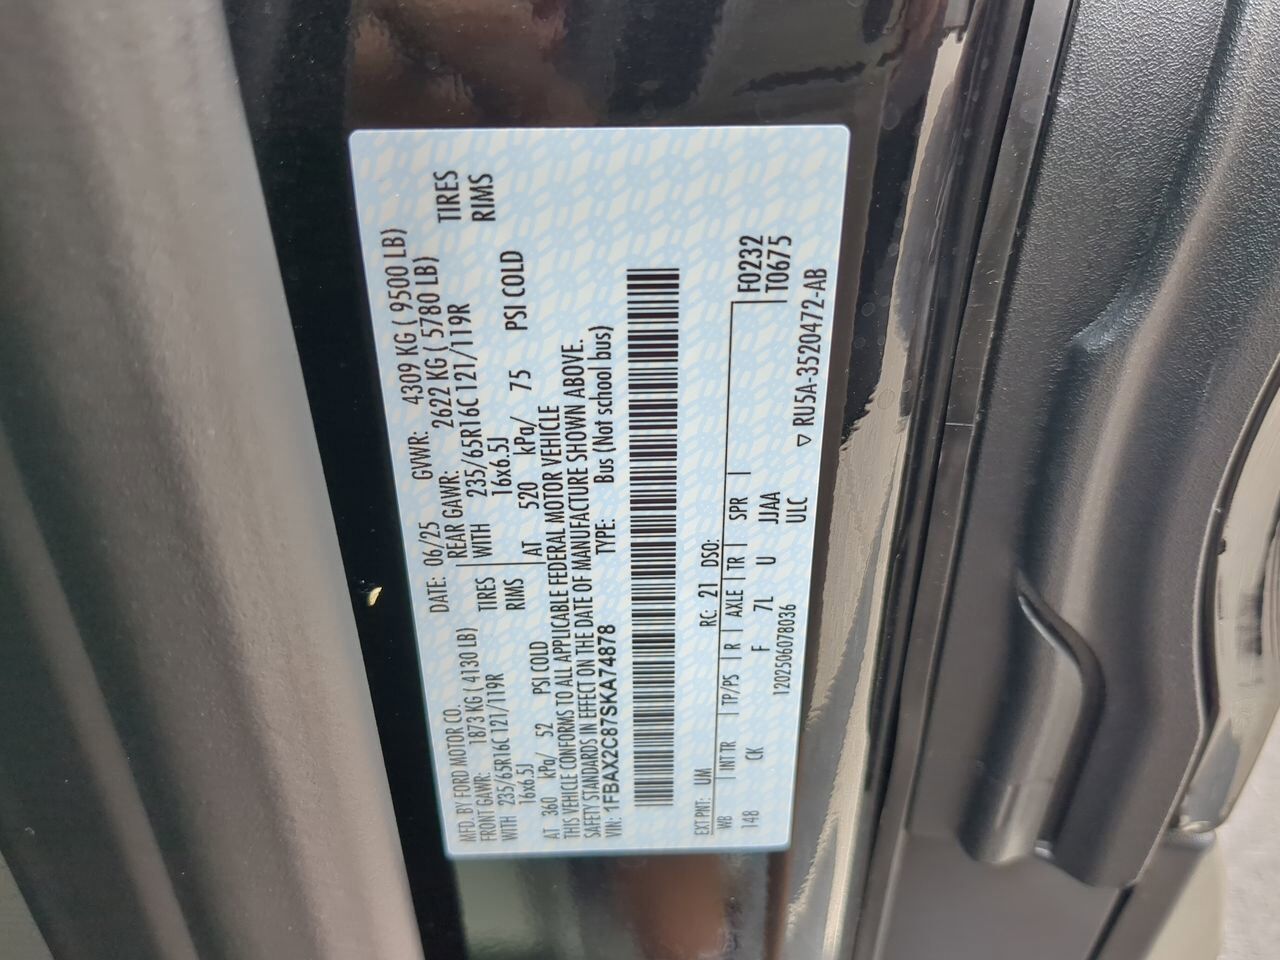 MFD. BY FORD MOTOR CO. DATE: 06/25 GVWR: 4309 KG ( 9500 LB)
FRONT GAWR: 1873 KG ( 4130 LB) REAR GAWR: 2622 KG ( 5780 LB)
WITH 235/65R16C 121/119R TIRES WITH 235/65R16C 121/119R TIRES
16x6.5J RIMS 16x6.5J RIMS
AT 360 kPa/ 52 PSI COLD AT 520 kPa/ 75 PSI COLD
THIS VEHICLE CONFORMS TO ALL APPLICABLE FEDERAL MOTOR VEHICLE
SAFETY STANDARDS IN EFFECT ON THE DATE OF MANUFACTURE SHOWN ABOVE.
VIN: 1FBAX2C87SKA74878 TYPE: Bus (Not school bus)
EXT PNT: UM RC: 21 DSO:
WB INT TR TP/PS R AXLE TR SPR F0232
148 CK F 7L U JJAA T0675
1202506078036 ULC
▽ RU5A-3520472-AB